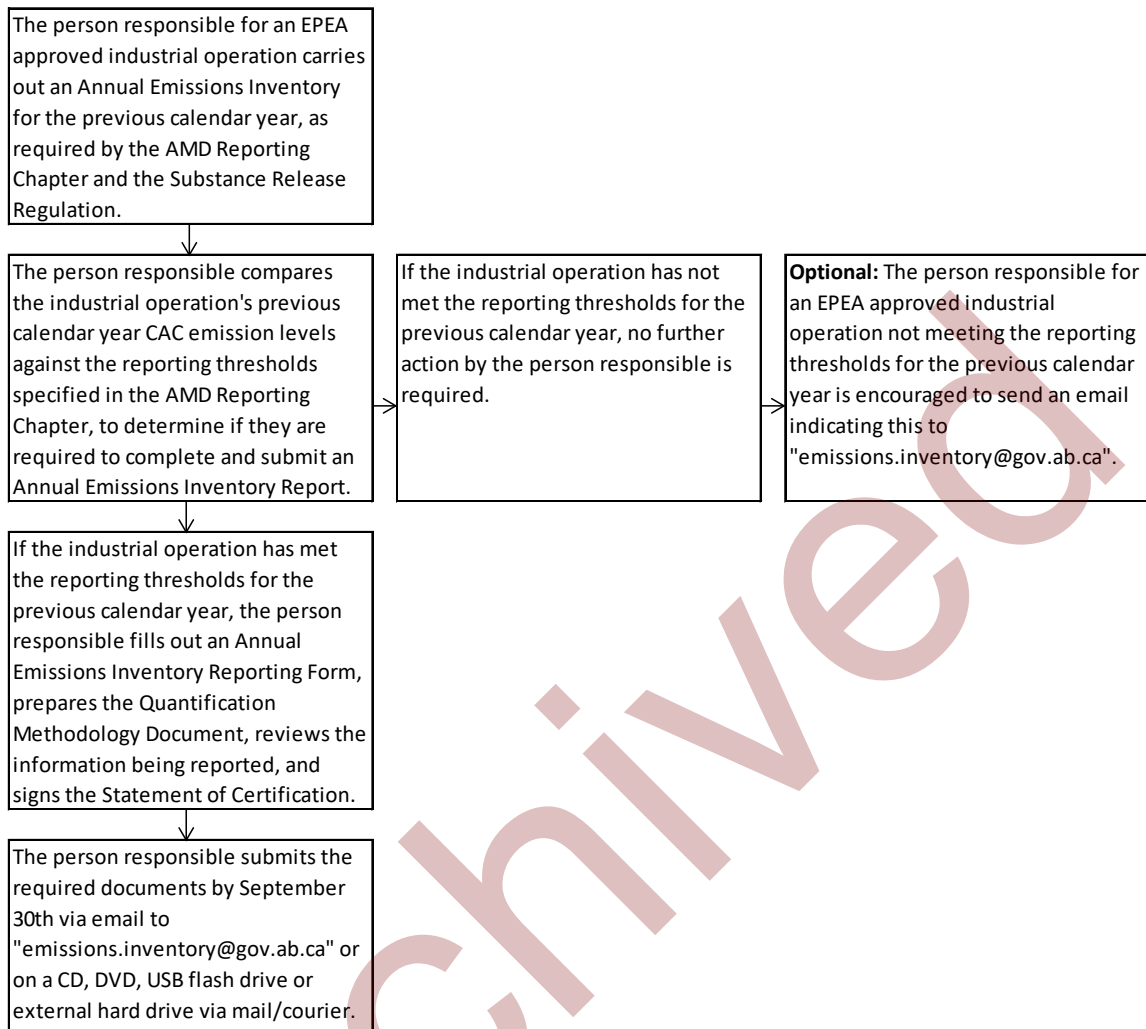 The person responsible for an EPEA
approved industrial operation carries
out an Annual Emissions Inventory
for the previous calendar year, as
required by the AMD Reporting
Chapter and the Substance Release
Regulation.
The person responsible compares
the industrial operation's previous
calendar year CAC emission levels
against the reporting thresholds
specified in the AMD Reporting
Chapter, to determine if they are
required to complete and submit an
Annual Emissions Inventory Report.
If the industrial operation has not
met the reporting thresholds for the
previous calendar year, no further
action by the person responsible is
required.
Optional: The person responsible for
an EPEA approved industrial
operation not meeting the reporting
thresholds for the previous calendar
year is encouraged to send an email
indicating this to
"emissions.inventory@gov.ab.ca".
If the industrial operation has met
the reporting thresholds for the
previous calendar year, the person
responsible fills out an Annual
Emissions Inventory Reporting Form,
prepares the Quantification
Methodology Document, reviews the
information being reported, and
signs the Statement of Certification.
The person responsible submits the
required documents by September
30th via email to
"emissions.inventory@gov.ab.ca" or
on a CD, DVD, USB flash drive or
external hard drive via mail/courier.
chived